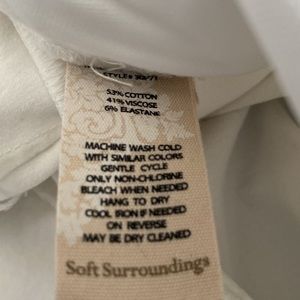 STYLE#
53% COTTON
41% VISCOSE
6% ELASTANE
MACHINE WASH COLD
WITH SIMILAR COLORS
GENTLE CYCLE
ONLY NON-CHLORINE
BLEACH WHEN NEEDED
HANG TO DRY
COOL IRON IF NEEDED
ON REVERSE
MAY BE DRY CLEANED
Soft Surroundings